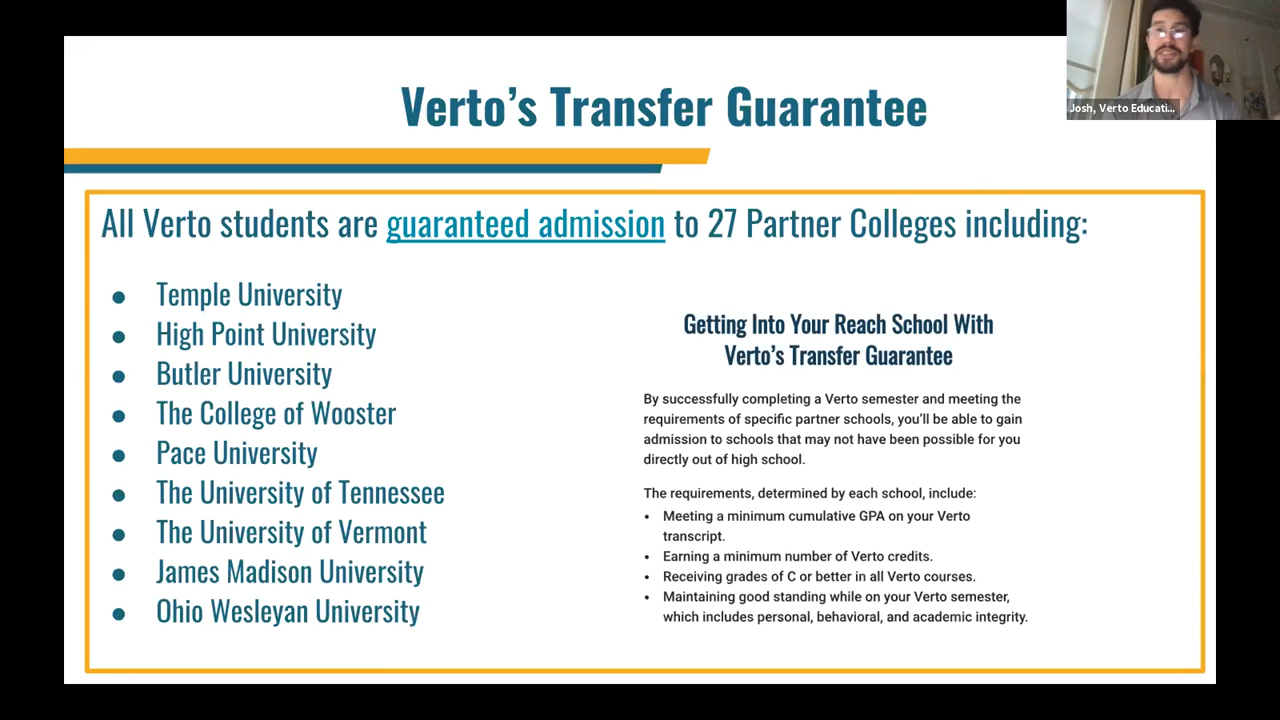 Verto's Transfer Guarantee
Josh, Verto Educati...
All Verto students are guaranteed admission to 27 Partner Colleges including:
● Temple University
● High Point University
● Butler University
● The College of Wooster
● Pace University
● The University of Tennessee
● The University of Vermont
● James Madison University
● Ohio Wesleyan University
Getting Into Your Reach School With
Verto's Transfer Guarantee
By successfully completing a Verto semester and meeting the
requirements of specific partner schools, you'll be able to gain
admission to schools that may not have been possible for you
directly out of high school.
The requirements, determined by each school, include:
• Meeting a minimum cumulative GPA on your Verto
transcript.
• Earning a minimum number of Verto credits.
• Receiving grades of C or better in all Verto courses.
• Maintaining good standing while on your Verto semester,
which includes personal, behavioral, and academic integrity.